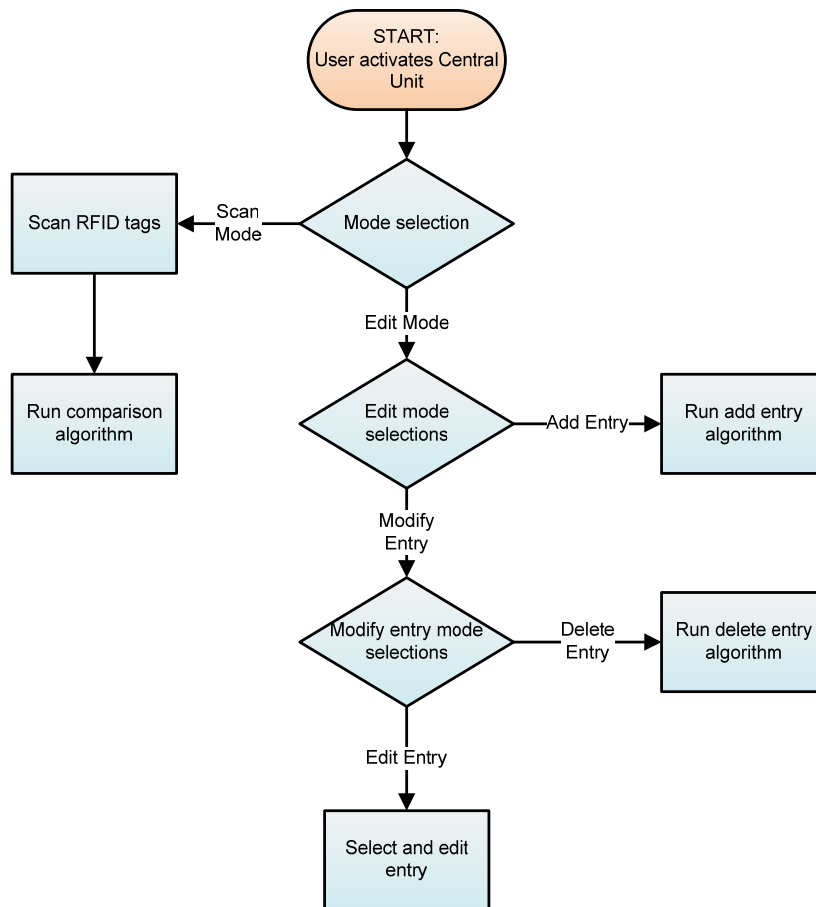 START:
User activates Central
Unit
Mode selection
Scan
Mode
Scan RFID tags
Run comparison
algorithm
Edit Mode
Edit mode
selections
Add Entry
Run add entry
algorithm
Modify
Entry
Modify entry mode
selections
Delete
Entry
Run delete entry
algorithm
Edit Entry
Select and edit
entry